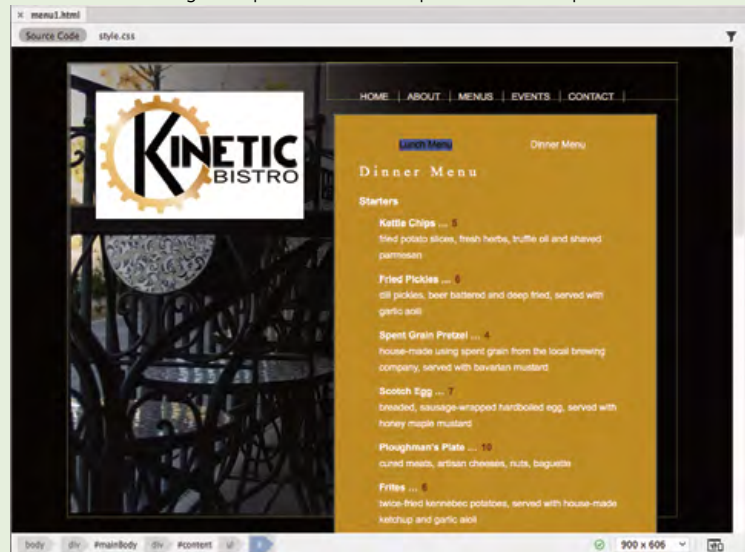 menu1.html
Source Code style.css
HOME | ABOUT | MENUS | EVENTS | CONTACT |
KINETIC
BISTRO
Lunch Menu Dinner Menu
Dinner Menu
Starters
Kettle Chips ... 5
fried potato slices, fresh herbs, truffle oil and shaved
parmesan
Fried Pickles ... 6
dill pickles, beer battered and deep fried, served with
garlic aioli
Spent Grain Pretzel ... 4
house-made using spent grain from the local brewing
company, served with bavarian mustard
Scotch Egg ... 7
breaded, sausage-wrapped hardboiled egg, served with
honey maple mustard
Ploughman's Plate ... 10
cured meats, artisan cheeses, nuts, baguette
Frites ... 6
twice-fried kennebec potatoes, served with house-made
ketchup and garlic aioli
body div #mainBody div #content ul 900 x 606